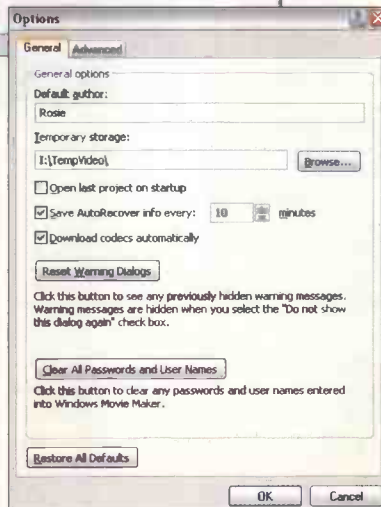 Options
General Advanced
General options
Default author:
Rosie
Temporary storage:
I:\TempVideo\
Browse...
Open last project on startup
Save AutoRecover info every: 10 minutes
Download codecs automatically
Reset Warning Dialogs
Click this button to see any previously hidden warning messages.
Warning messages are hidden when you select the "Do not show
this dialog again" check box.
Clear All Passwords and User Names
Click this button to clear any passwords and user names entered
into Windows Movie Maker.
Restore All Defaults
OK Cancel